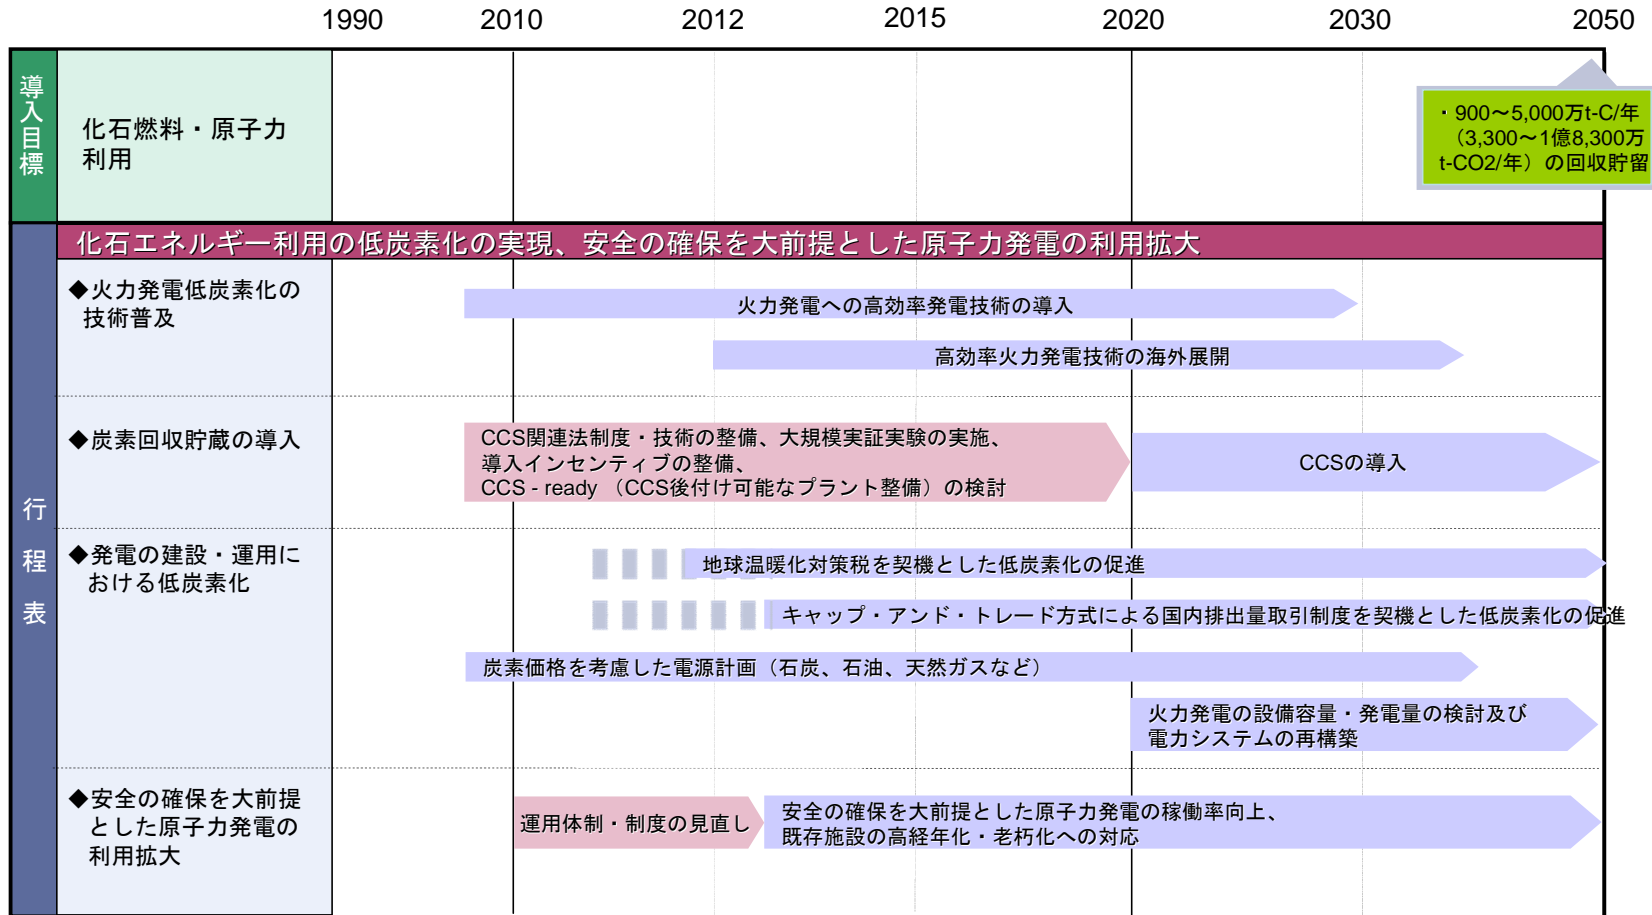 1990 2010 2012 2015 2020 2030 2050
導入目標
化石燃料・原子力
利用
・900～5,000万t-C/年
（3,300～1億8,300万
t-CO2/年）の回収貯留
行程表
化石エネルギー利用の低炭素化の実現、安全の確保を大前提とした原子力発電の利用拡大
◆火力発電低炭素化の
技術普及
火力発電への高効率発電技術の導入
高効率火力発電技術の海外展開
◆炭素回収貯蔵の導入
CCS関連法制度・技術の整備、大規模実証実験の実施、
導入インセンティブの整備、
CCS - ready （CCS後付け可能なプラント整備）の検討
CCSの導入
◆発電の建設・運用に
おける低炭素化
地球温暖化対策税を契機とした低炭素化の促進
キャップ・アンド・トレード方式による国内排出量取引制度を契機とした低炭素化の促進
炭素価格を考慮した電源計画（石炭、石油、天然ガスなど）
火力発電の設備容量・発電量の検討及び
電力システムの再構築
◆安全の確保を大前提
とした原子力発電の
利用拡大
運用体制・制度の見直し
安全の確保を大前提とした原子力発電の稼働率向上、
既存施設の高経年化・老朽化への対応